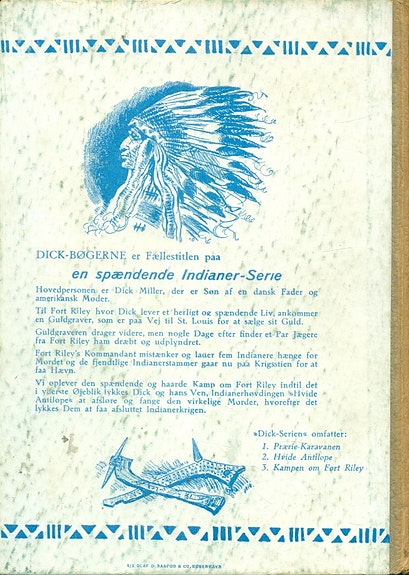 DICK-BØGERNE er Fællestitlen paa
en spændende Indianer-Serie
Hovedpersonen er Dick Miller, der er Søn af en dansk Fader og
amerikansk Moder.
Til Fort Riley hvor Dick lever et herligt og spændende Liv, ankommer
en Guldgraver, som er paa Vej til St. Louis for at sælge sit Guld.
Guldgraveren drager videre, men nogle Dage efter finder et Par Jægere
fra Fort Riley ham dræbt og udplyndret.
Fort Riley's Kommandant mistænker og lader fem Indianere hænge for
Mordet og de fjendtlige Indianerstammer gaar nu paa Krigsstien for at
faa Hævn.
Vi oplever den spændende og haarde Kamp om Fort Riley indtil det
i yderste Øjeblik lykkes Dick og hans Ven, Indianerhøvdingen »Hvide
Antilope« at afsløre og fange den virkelige Morder, hvorefter det
lykkes Dem at faa afsluttet Indianerkrigen.
»Dick-Serien« omfatter:
1. Prærie-Karavanen
2. Hvide Antilope
3. Kampen om Fort Riley